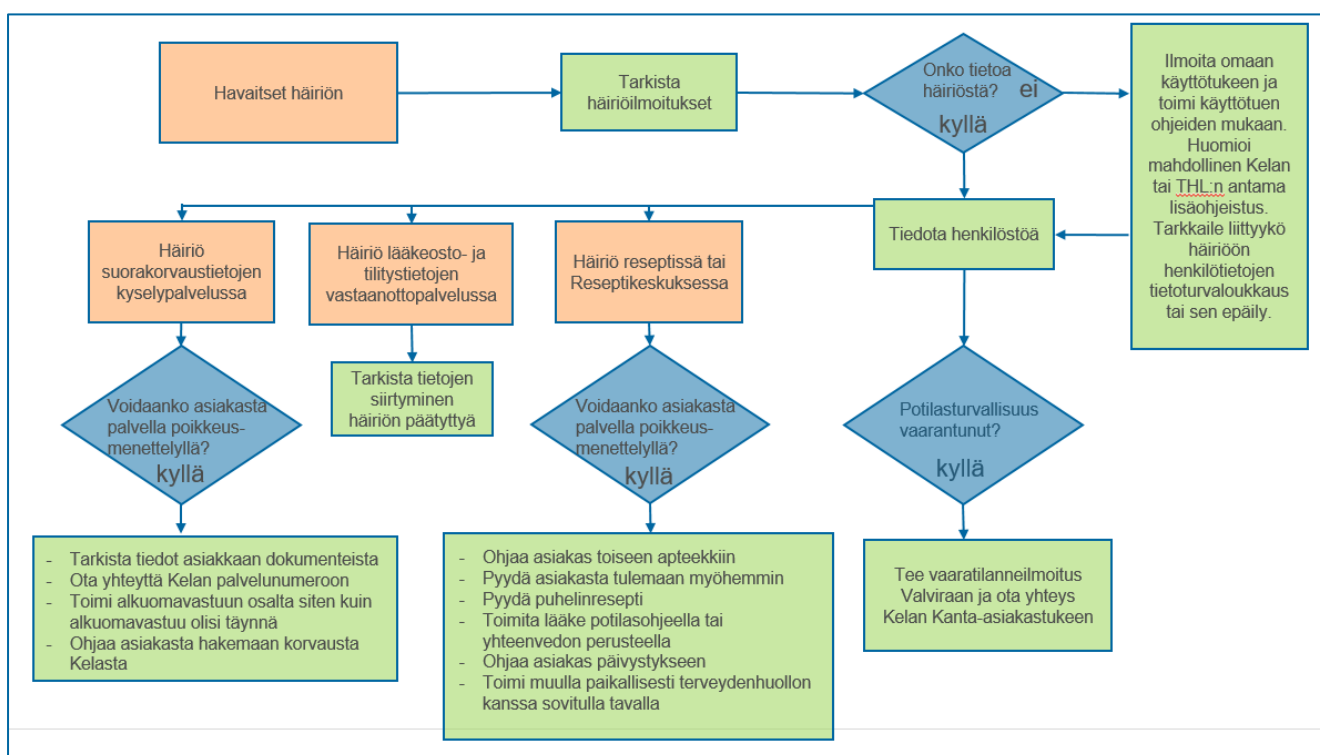 Havaitset häiriön
Tarkista
häiriöilmoitukset
Onko tietoa
häiriöstä?
ei
kyllä
Ilmoita omaan
käyttötukeen ja
toimi käyttötuen
ohjeiden mukaan.
Huomioi
mahdollinen Kelan
tai THL:n antama
lisäohjeistus.
Tarkkaile liittyykö
häiriöön
henkilötietojen
tietoturvaloukkaus
tai sen epäily.
Häiriö
suorakorvaustietojen
kyselypalvelussa
Häiriö lääkeosto- ja
tilitystietojen
vastaanottopalvelussa
Häiriö reseptissä tai
Reseptikeskuksessa
Tiedota henkilöstöä
Voidaanko asiakasta
palvella poikkeus-
menettelyllä?
kyllä
Tarkista tietojen
siirtyminen
häiriön päätyttyä
Voidaanko asiakasta
palvella poikkeus-
menettelyllä?
kyllä
Potilasturvallisuus
vaarantunut?
kyllä
- Tarkista tiedot asiakkaan dokumenteista
- Ota yhteyttä Kelan palvelunumeroon
- Toimi alkuomavastuun osalta siten kuin
alkuomavastuu olisi täynnä
- Ohjaa asiakasta hakemaan korvausta
Kelasta
- Ohjaa asiakas toiseen apteekkiin
- Pyydä asiakasta tulemaan myöhemmin
- Pyydä puhelinresepti
- Toimita lääke potilasohjeella tai
yhteenvedon perusteella
- Ohjaa asiakas päivystykseen
- Toimi muulla paikallisesti terveydenhuollon
kanssa sovitulla tavalla
Tee vaaratilanneilmoitus
Valviraan ja ota yhteys
Kelan Kanta-asiakastukeen